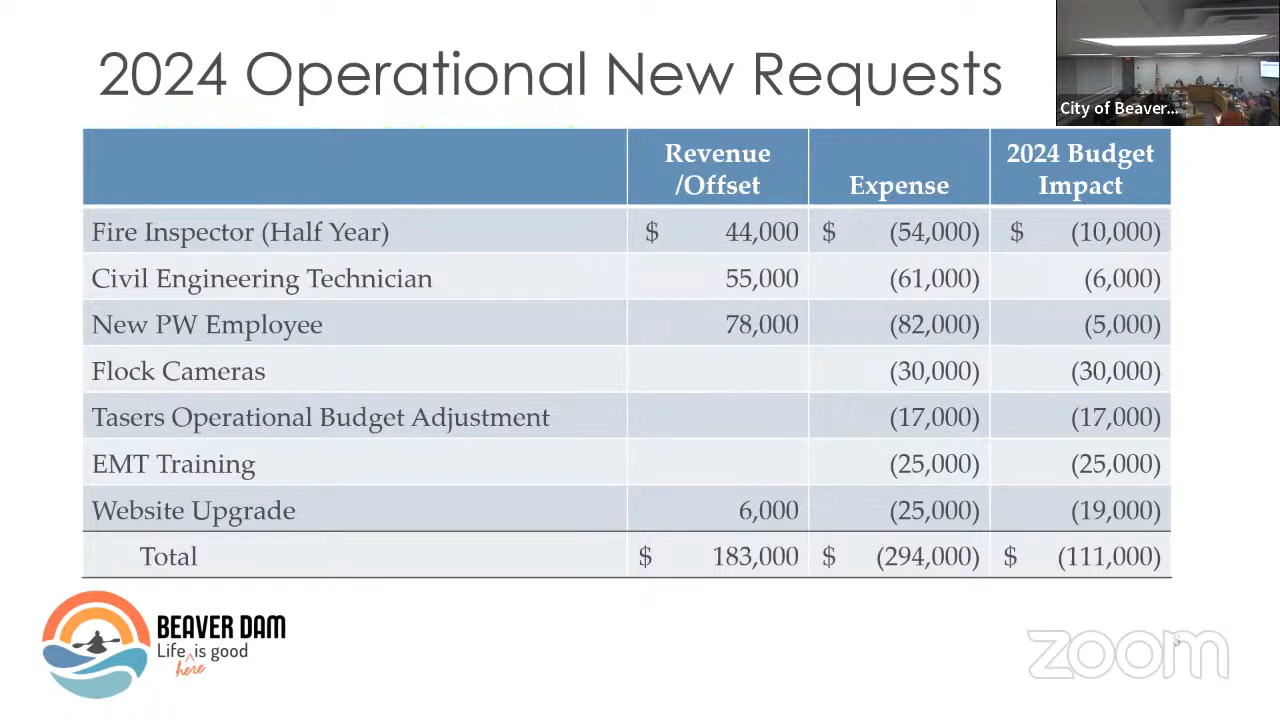 2024 Operational New Requests
City of Beaver...
Revenue /Offset Expense 2024 Budget Impact
Fire Inspector (Half Year) $ 44,000 $ (54,000) $ (10,000)
Civil Engineering Technician 55,000 (61,000) (6,000)
New PW Employee 78,000 (82,000) (5,000)
Flock Cameras (30,000) (30,000)
Tasers Operational Budget Adjustment (17,000) (17,000)
EMT Training (25,000) (25,000)
Website Upgrade 6,000 (25,000) (19,000)
Total $ 183,000 $ (294,000) $ (111,000)
BEAVER DAM
Life is good
here
zoom